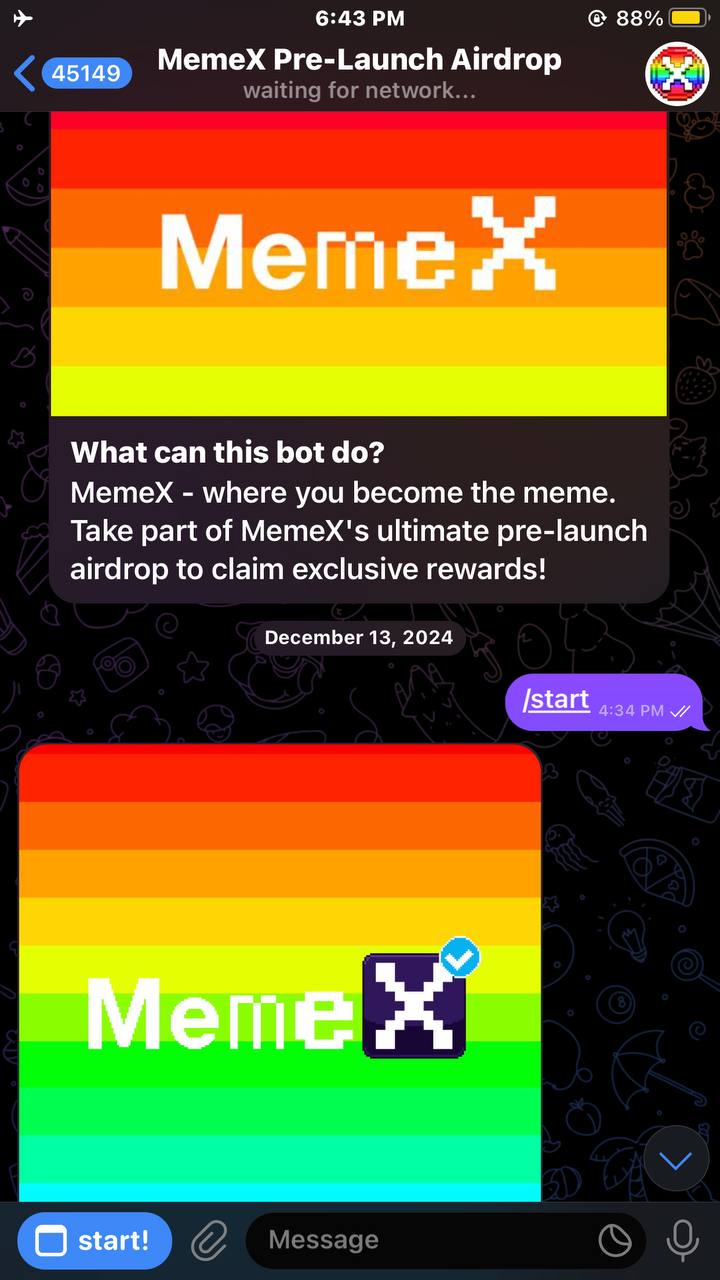 6:43 PM
88%
45149
MemeX Pre-Launch Airdrop
waiting for network...
MemeX
What can this bot do?
MemeX - where you become the meme.
Take part of MemeX's ultimate pre-launch
airdrop to claim exclusive rewards!
December 13, 2024
/start 4:34 PM
MemeX
start!
Message